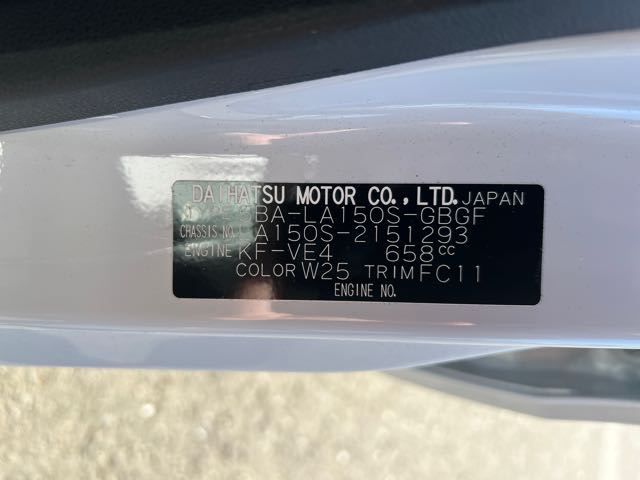 DAIHATSU MOTOR CO.,LTD. JAPAN
BA-LA150S-GBGF
CHASSIS NO. A150S-2151293
ENGINE KF-VE4 658cc
COLOR W25 TRIM FC11
ENGINE NO.